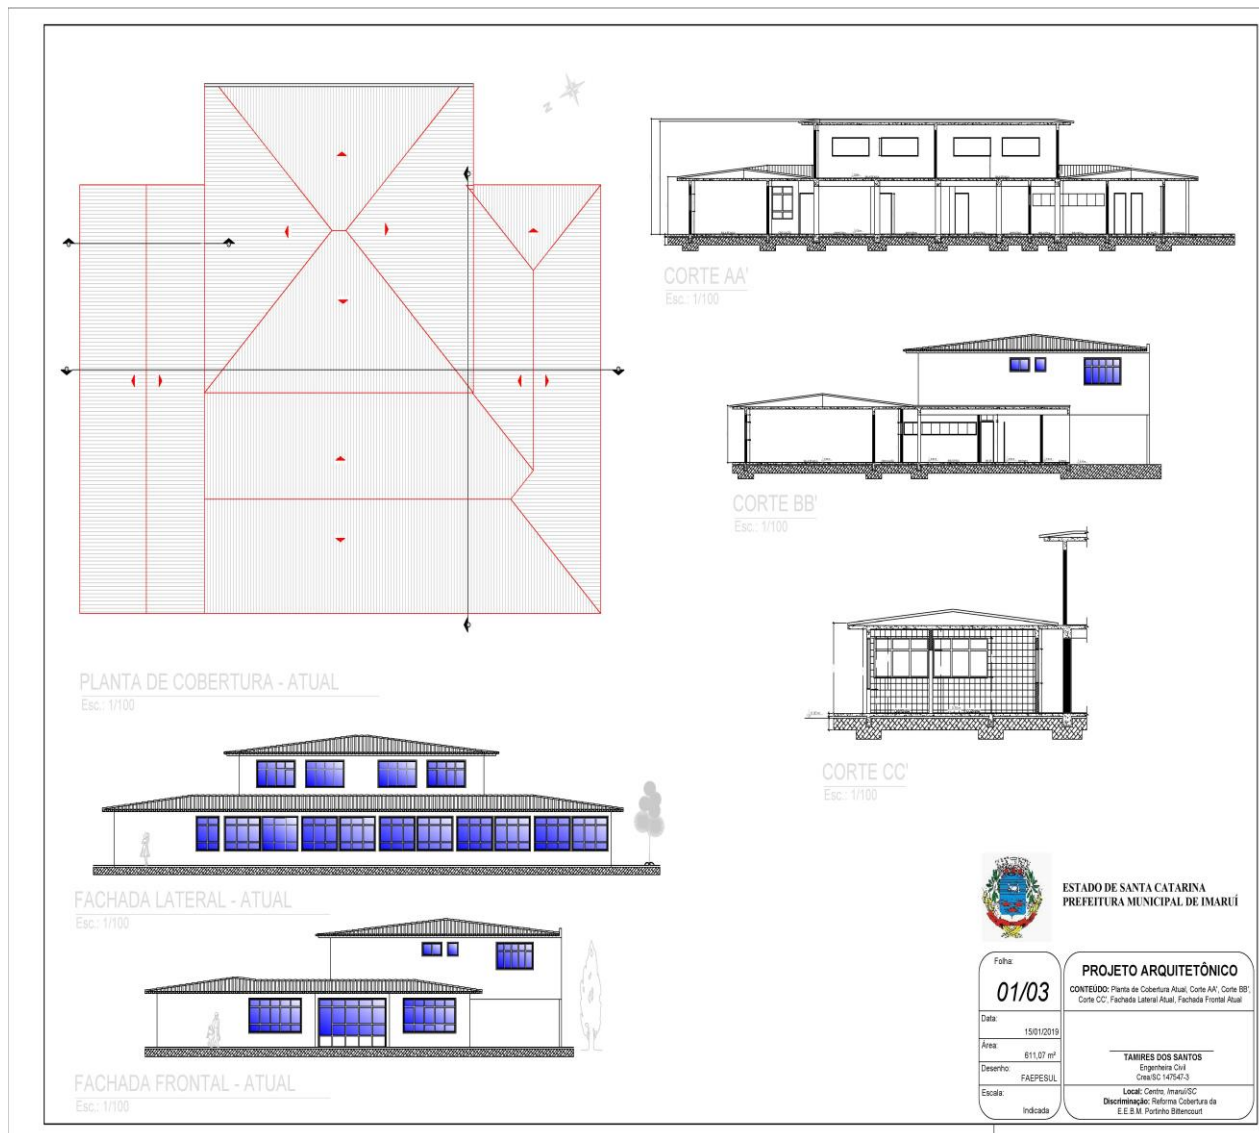 N
CORTE AA'
Esc.: 1/100
CORTE BB'
Esc.: 1/100
PLANTA DE COBERTURA - ATUAL
Esc.: 1/100
CORTE CC'
Esc.: 1/100
FACHADA LATERAL - ATUAL
Esc.: 1/100
FACHADA FRONTAL - ATUAL
Esc.: 1/100
ESTADO DE SANTA CATARINA
PREFEITURA MUNICIPAL DE IMARUÍ
Folha:
01/03
PROJETO ARQUITETÔNICO
CONTEÚDO: Planta de Cobertura Atual, Corte AA', Corte BB',
Corte CC', Fachada Lateral Atual, Fachada Frontal Atual
Data:
15/01/2019
Área:
611,07 m²
Desenho:
FAEPESUL
Escala:
Indicada
TAMIRES DOS SANTOS
Engenheira Civil
Crea/SC 147547-3
Local: Centro, Imaruí/SC
Discriminação: Reforma Cobertura da
E.E.B.M. Portinho Bittencourt